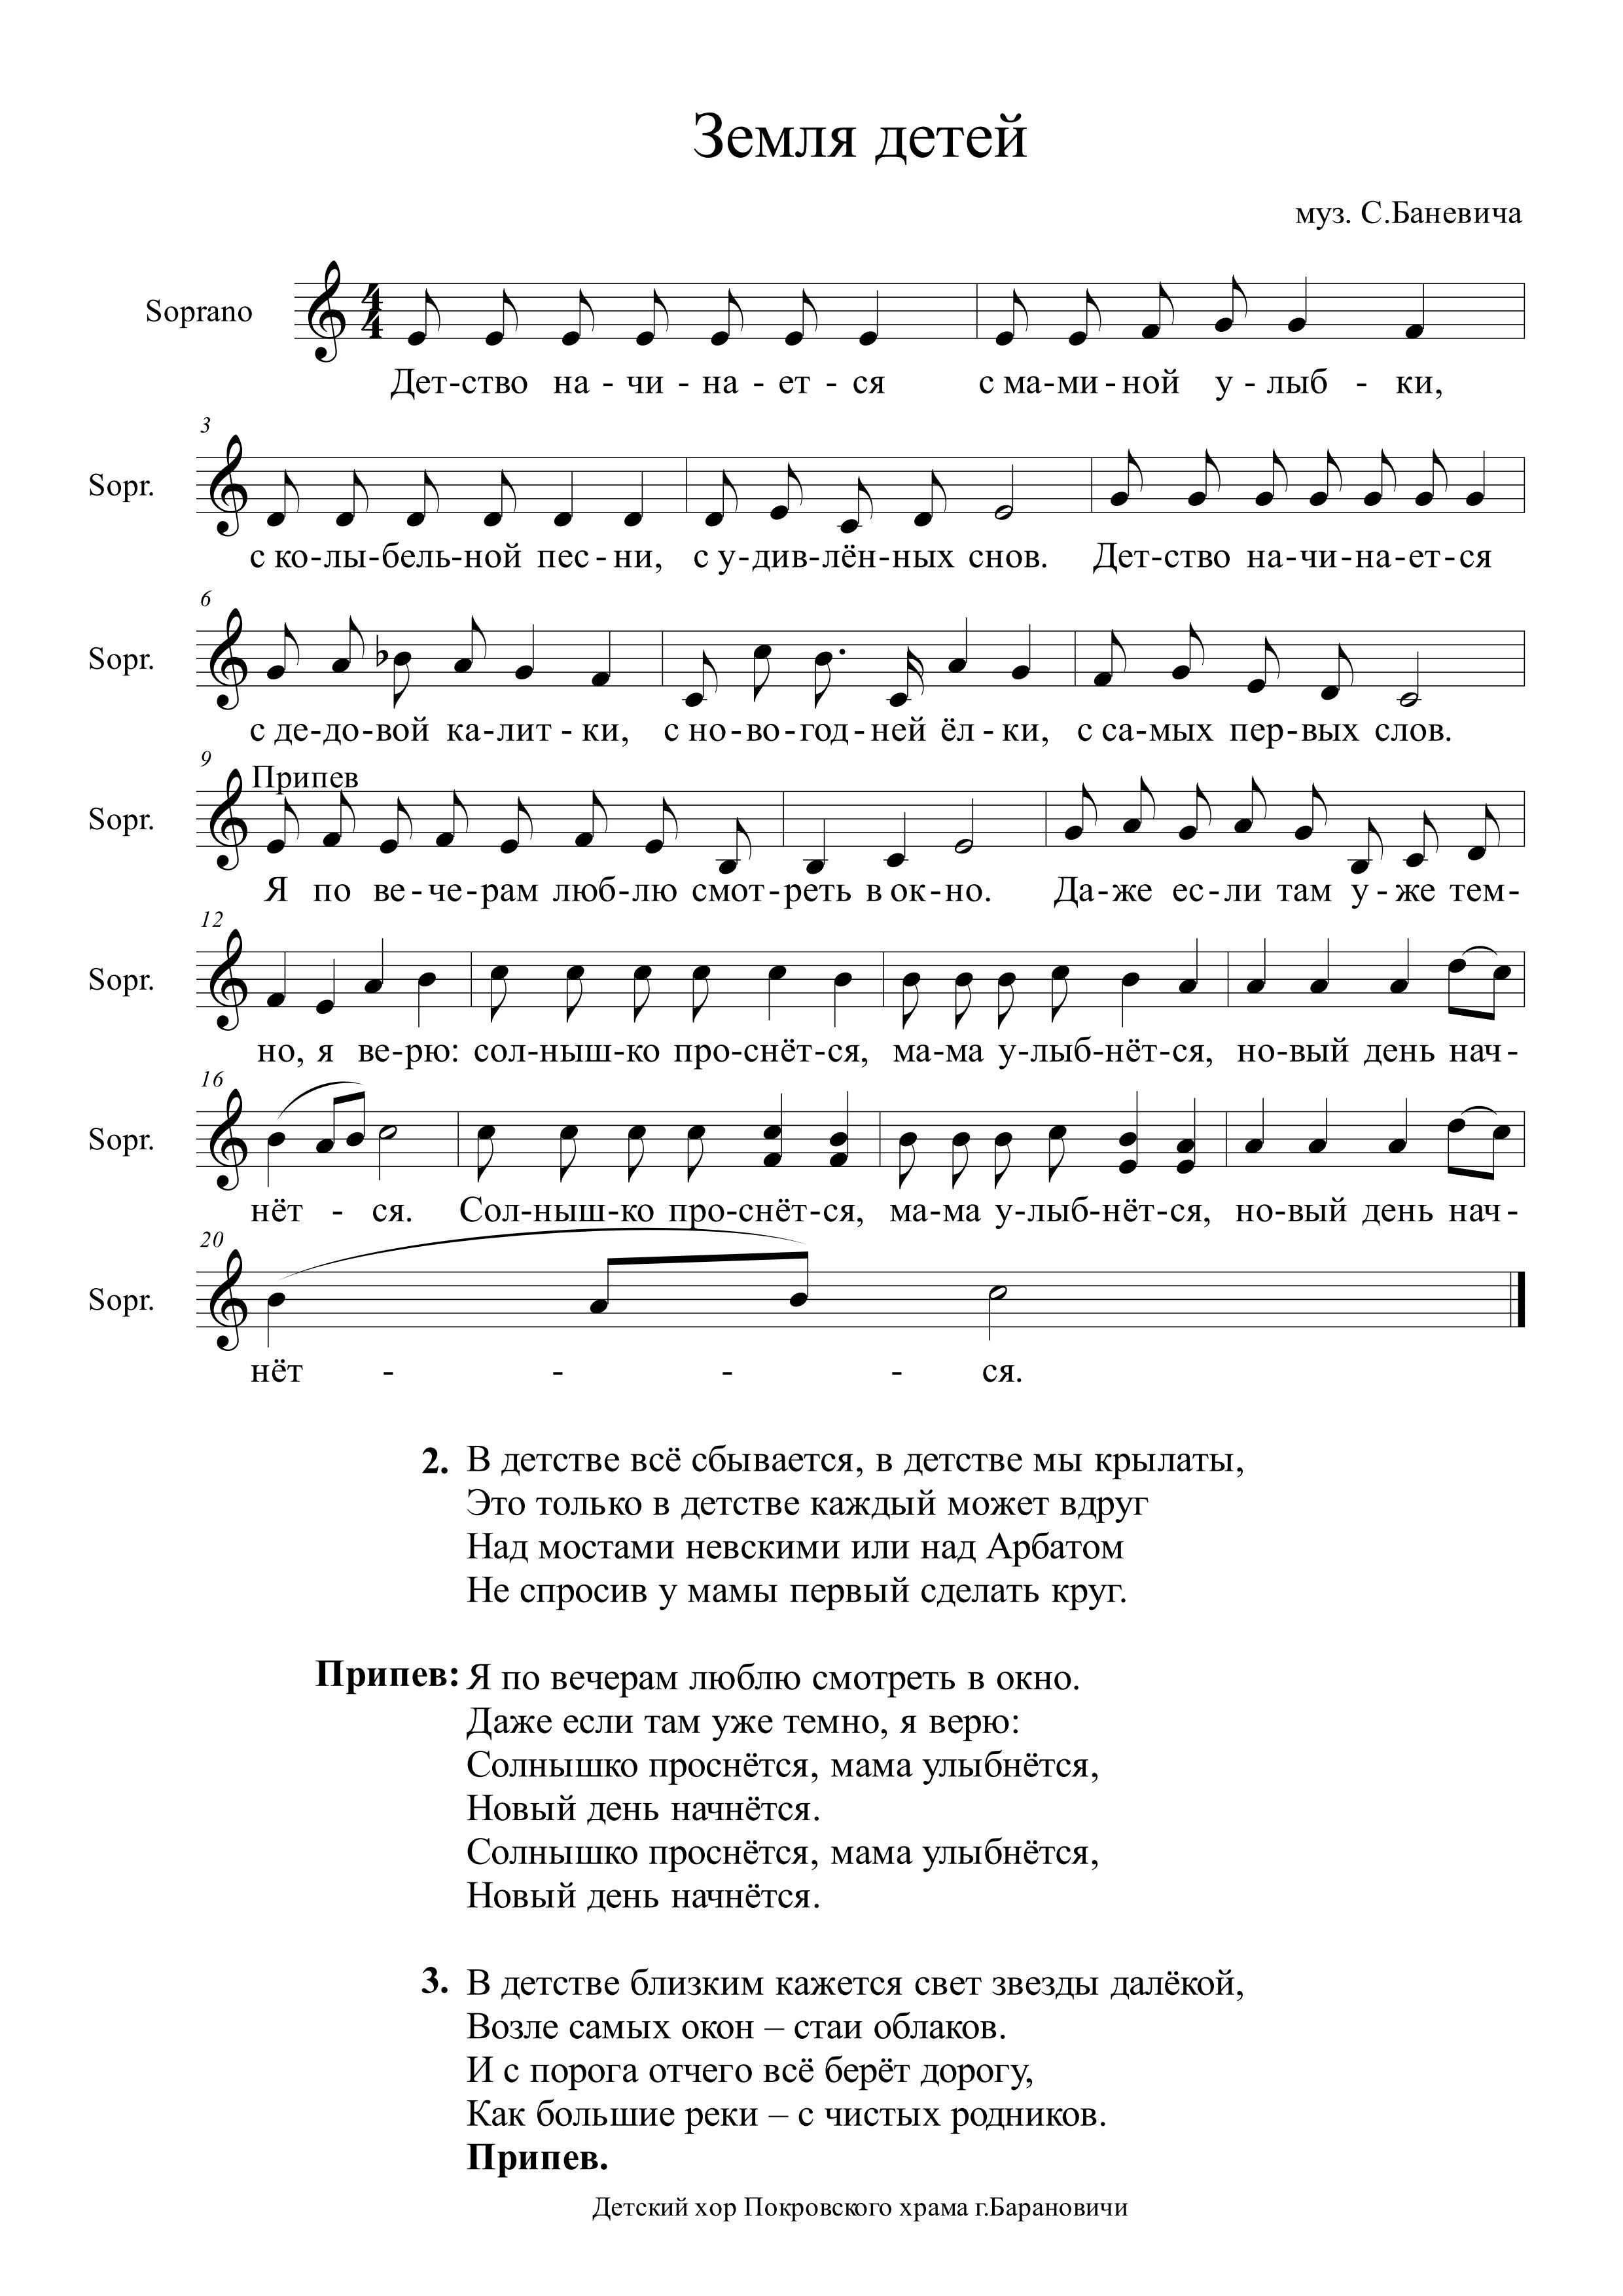 Земля детей
муз. С.Баневича
Soprano
4
4
Дет-ство на - чи - на - ет - ся с ма-ми-ной у - лыб - ки,
3
Sopr.
с ко-лы-бель-ной пес - ни, с у-див-лён-ных снов. Дет-ство на-чи-на-ет-ся
6
Sopr.
с де-до-вой ка-лит - ки, с но-во-год-ней ёл - ки, с са-мых пер-вых слов.
9
Припев
Sopr.
Я по ве-че-рам люб-лю смот-реть в ок-но. Да-же ес-ли там у-же тем-
12
Sopr.
но, я ве-рю: сол-ныш-ко про-снёт-ся, ма-ма у-лыб-нёт-ся, но-вый день нач-
16
Sopr.
нёт - ся. Сол-ныш-ко про-снёт-ся, ма-ма у-лыб-нёт-ся, но-вый день нач-
20
Sopr.
нёт - - - - ся.
2. В детстве всё сбывается, в детстве мы крылаты,
Это только в детстве каждый может вдруг
Над мостами невскими или над Арбатом
Не спросив у мамы первый сделать круг.
Припев: Я по вечерам люблю смотреть в окно.
Даже если там уже темно, я верю:
Солнышко проснётся, мама улыбнётся,
Новый день начнётся.
Солнышко проснётся, мама улыбнётся,
Новый день начнётся.
3. В детстве близким кажется свет звезды далёкой,
Возле самых окон – стаи облаков.
И с порога отчего всё берёт дорогу,
Как большие реки – с чистых родников.
Припев.
Детский хор Покровского храма г.Барановичи